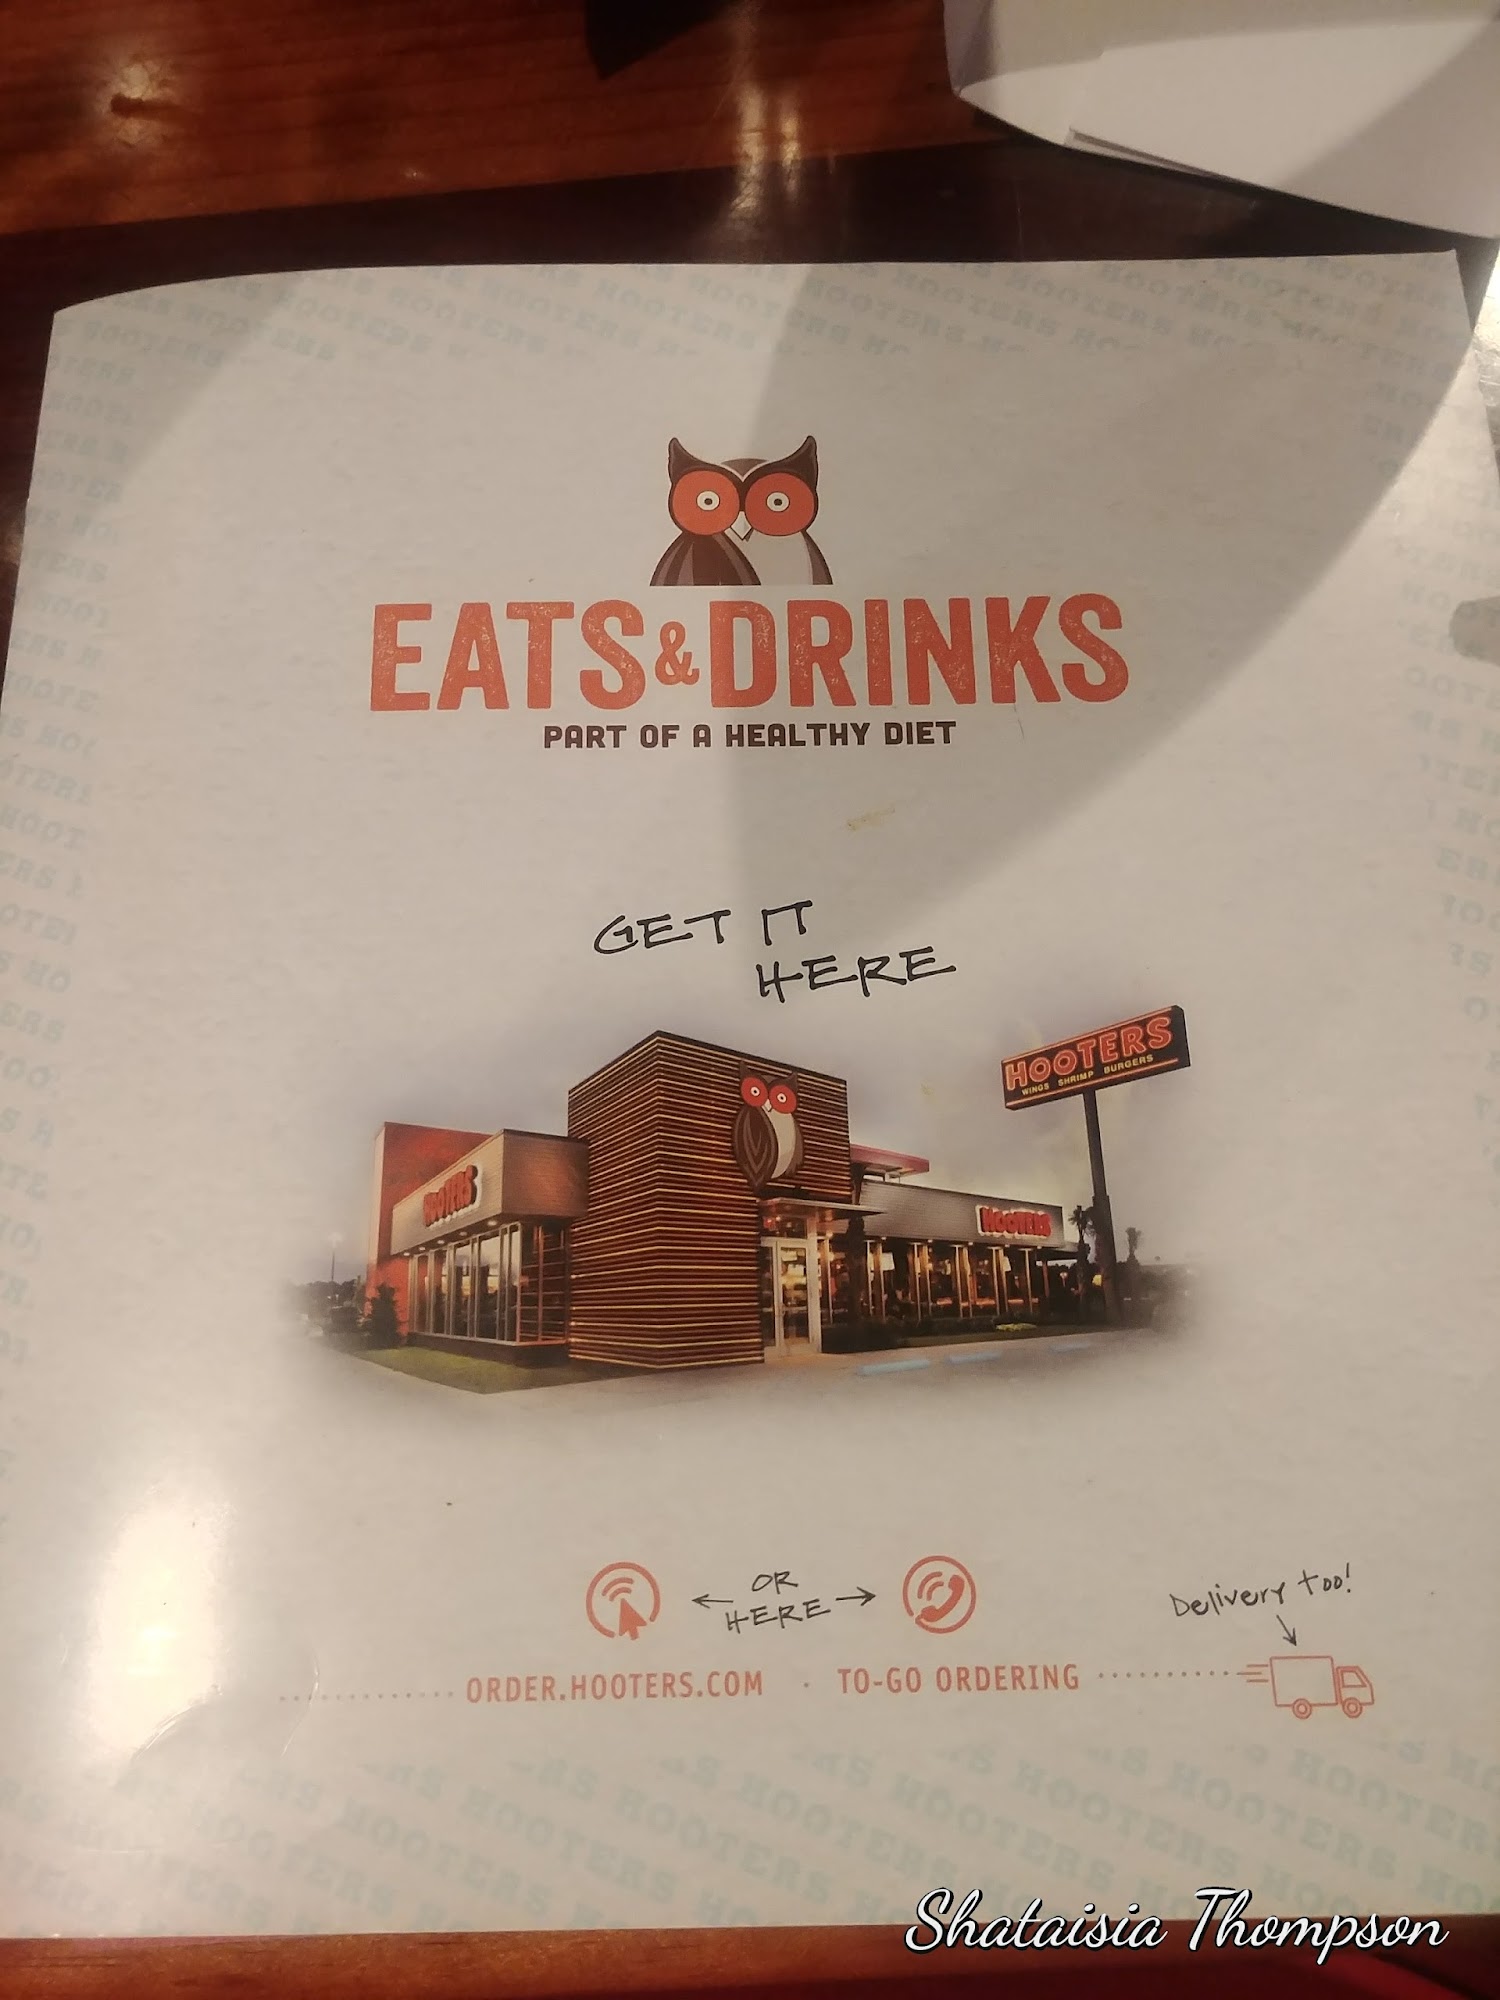 EATS & DRINKS
PART OF A HEALTHY DIET
GET IT
HERE
HOOTERS
WINGS SHRIMP BURGERS
HOOTERS
HOOTERS
OR
HERE
Delivery too!
ORDER.HOOTERS.COM · TO-GO ORDERING
Shataisia Thompson